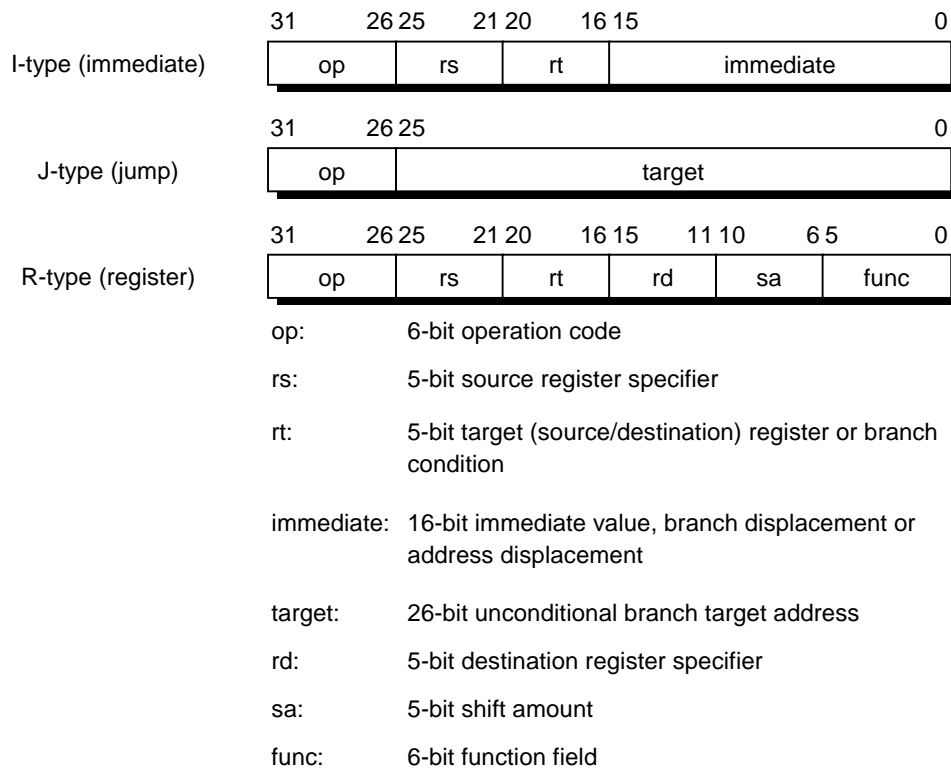 31 26 25 21 20 16 15 0
I-type (immediate) op rs rt immediate
31 26 25 0
J-type (jump) op target
31 26 25 21 20 16 15 11 10 6 5 0
R-type (register) op rs rt rd sa func
op: 6-bit operation code
rs: 5-bit source register specifier
rt: 5-bit target (source/destination) register or branch
condition
immediate: 16-bit immediate value, branch displacement or
address displacement
target: 26-bit unconditional branch target address
rd: 5-bit destination register specifier
sa: 5-bit shift amount
func: 6-bit function field